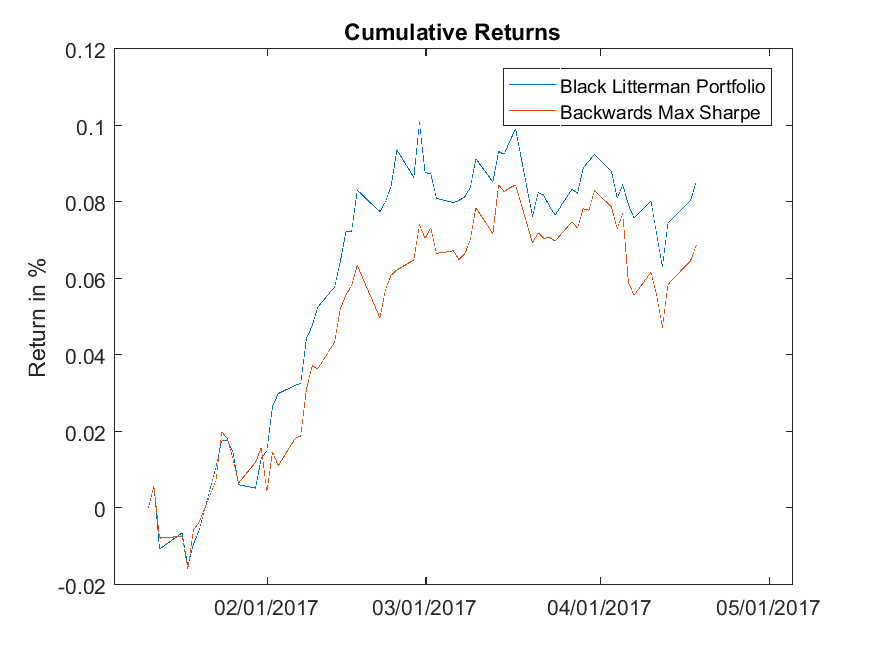 Cumulative Returns
0.12
Black Litterman Portfolio
0.1
Backwards Max Sharpe
0.08
0.06
Return in %
0.04
0.02
0
-0.02
02/01/2017 03/01/2017 04/01/2017 05/01/2017